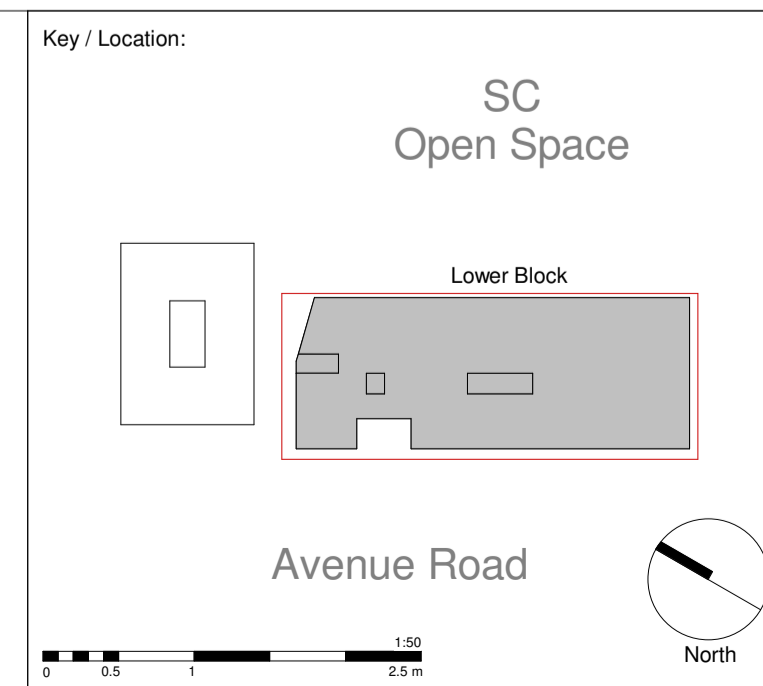 Key / Location:
SC
Open Space
Lower Block
Avenue Road
1:50
0 0.5 1 2.5 m
North